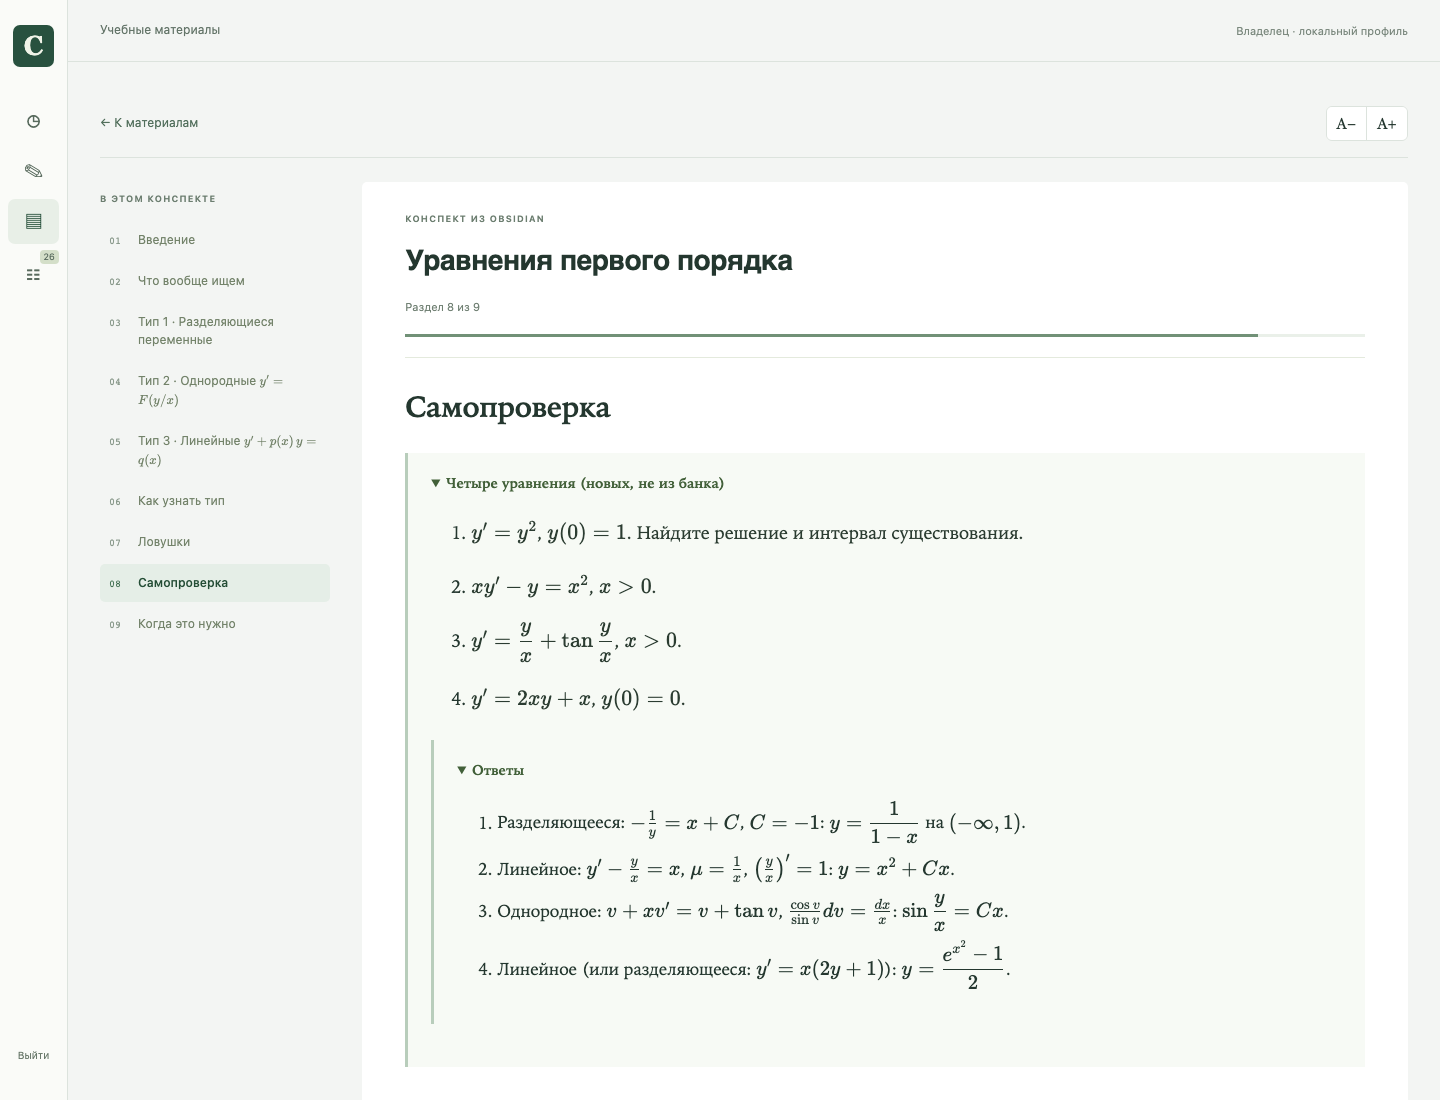 C
Учебные материалы
Владелец · локальный профиль
← К материалам
A−
A+
26
В ЭТОМ КОНСПЕКТЕ
01 Введение
02 Что вообще ищем
03 Тип 1 · Разделяющиеся
переменные
04 Тип 2 · Однородные y′ =
F(y/x)
05 Тип 3 · Линейные y′ + p(x) y =
q(x)
06 Как узнать тип
07 Ловушки
08 Самопроверка
09 Когда это нужно
Выйти
КОНСПЕКТ ИЗ OBSIDIAN
Уравнения первого порядка
Раздел 8 из 9
Самопроверка
▼ Четыре уравнения (новых, не из банка)
1. y′ = y², y(0) = 1. Найдите решение и интервал существования.
2. xy′ − y = x², x > 0.
3. y′ = y/x + tan y/x, x > 0.
4. y′ = 2xy + x, y(0) = 0.
▼ Ответы
1. Разделяющееся: −1/y = x + C, C = −1: y = 1/(1 − x) на (−∞, 1).
2. Линейное: y′ − y/x = x, μ = 1/x, (y/x)′ = 1: y = x² + Cx.
3. Однородное: v + xv′ = v + tan v, cos v/sin v dv = dx/x: sin y/x = Cx.
4. Линейное (или разделяющееся: y′ = x(2y + 1)): y = (e^{x²} − 1)/2.